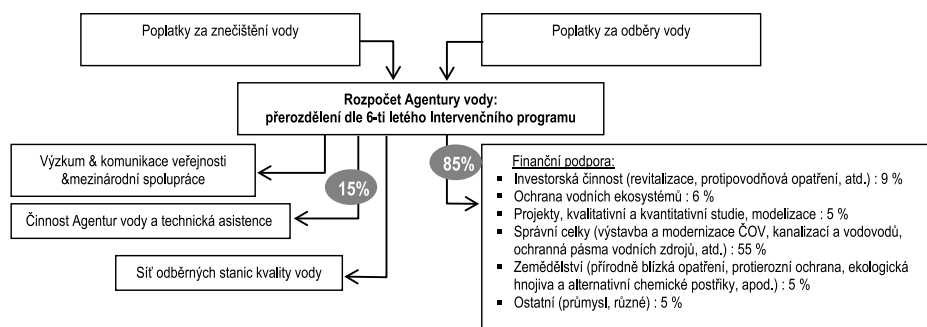 Poplatky za znečištění vody
Poplatky za odběry vody
Rozpočet Agentury vody:
přerozdělení dle 6-ti letého Intervenčního programu
Výzkum & komunikace veřejnosti
&mezinárodní spolupráce
15%
85%
Činnost Agentur vody a technická asistence
Síť odběrných stanic kvality vody
Finanční podpora:
▪ Investorská činnost (revitalizace, protipovodňová opatření, atd.) : 9 %
▪ Ochrana vodních ekosystémů : 6 %
▪ Projekty, kvalitativní a kvantitativní studie, modelizace : 5 %
▪ Správní celky (výstavba a modernizace ČOV, kanalizací a vodovodů,
ochranná pásma vodních zdrojů, atd.) : 55 %
▪ Zemědělství (přírodně blízká opatření, protierozní ochrana, ekologická
hnojiva a alternativní chemické postřiky, apod.) : 5 %
▪ Ostatní (průmysl, různé) : 5 %